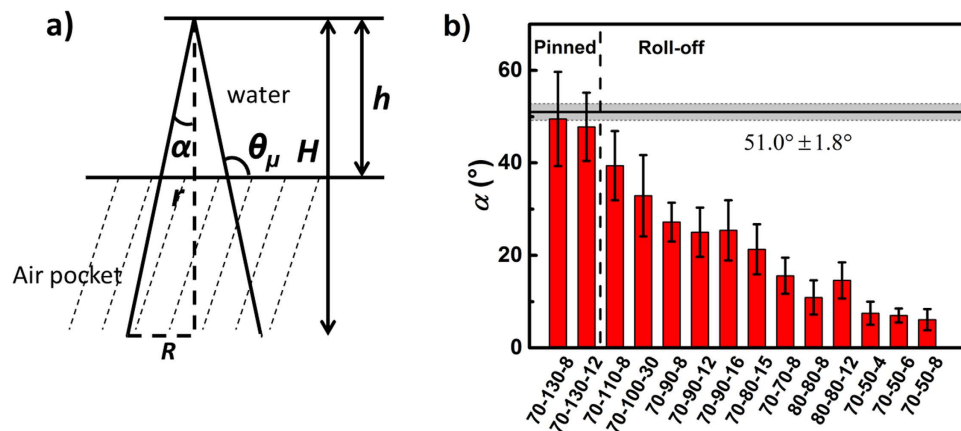 a)
water
h
α
θμ
H
r
Air pocket
R
b)
Pinned
Roll-off
60
51.0° ±1.8°
40
α (°)
20
0
70-130-8
70-130-12
70-110-8
70-100-30
70-90-8
70-90-12
70-90-16
70-80-15
70-70-8
80-80-8
80-80-12
70-50-4
70-50-6
70-50-8